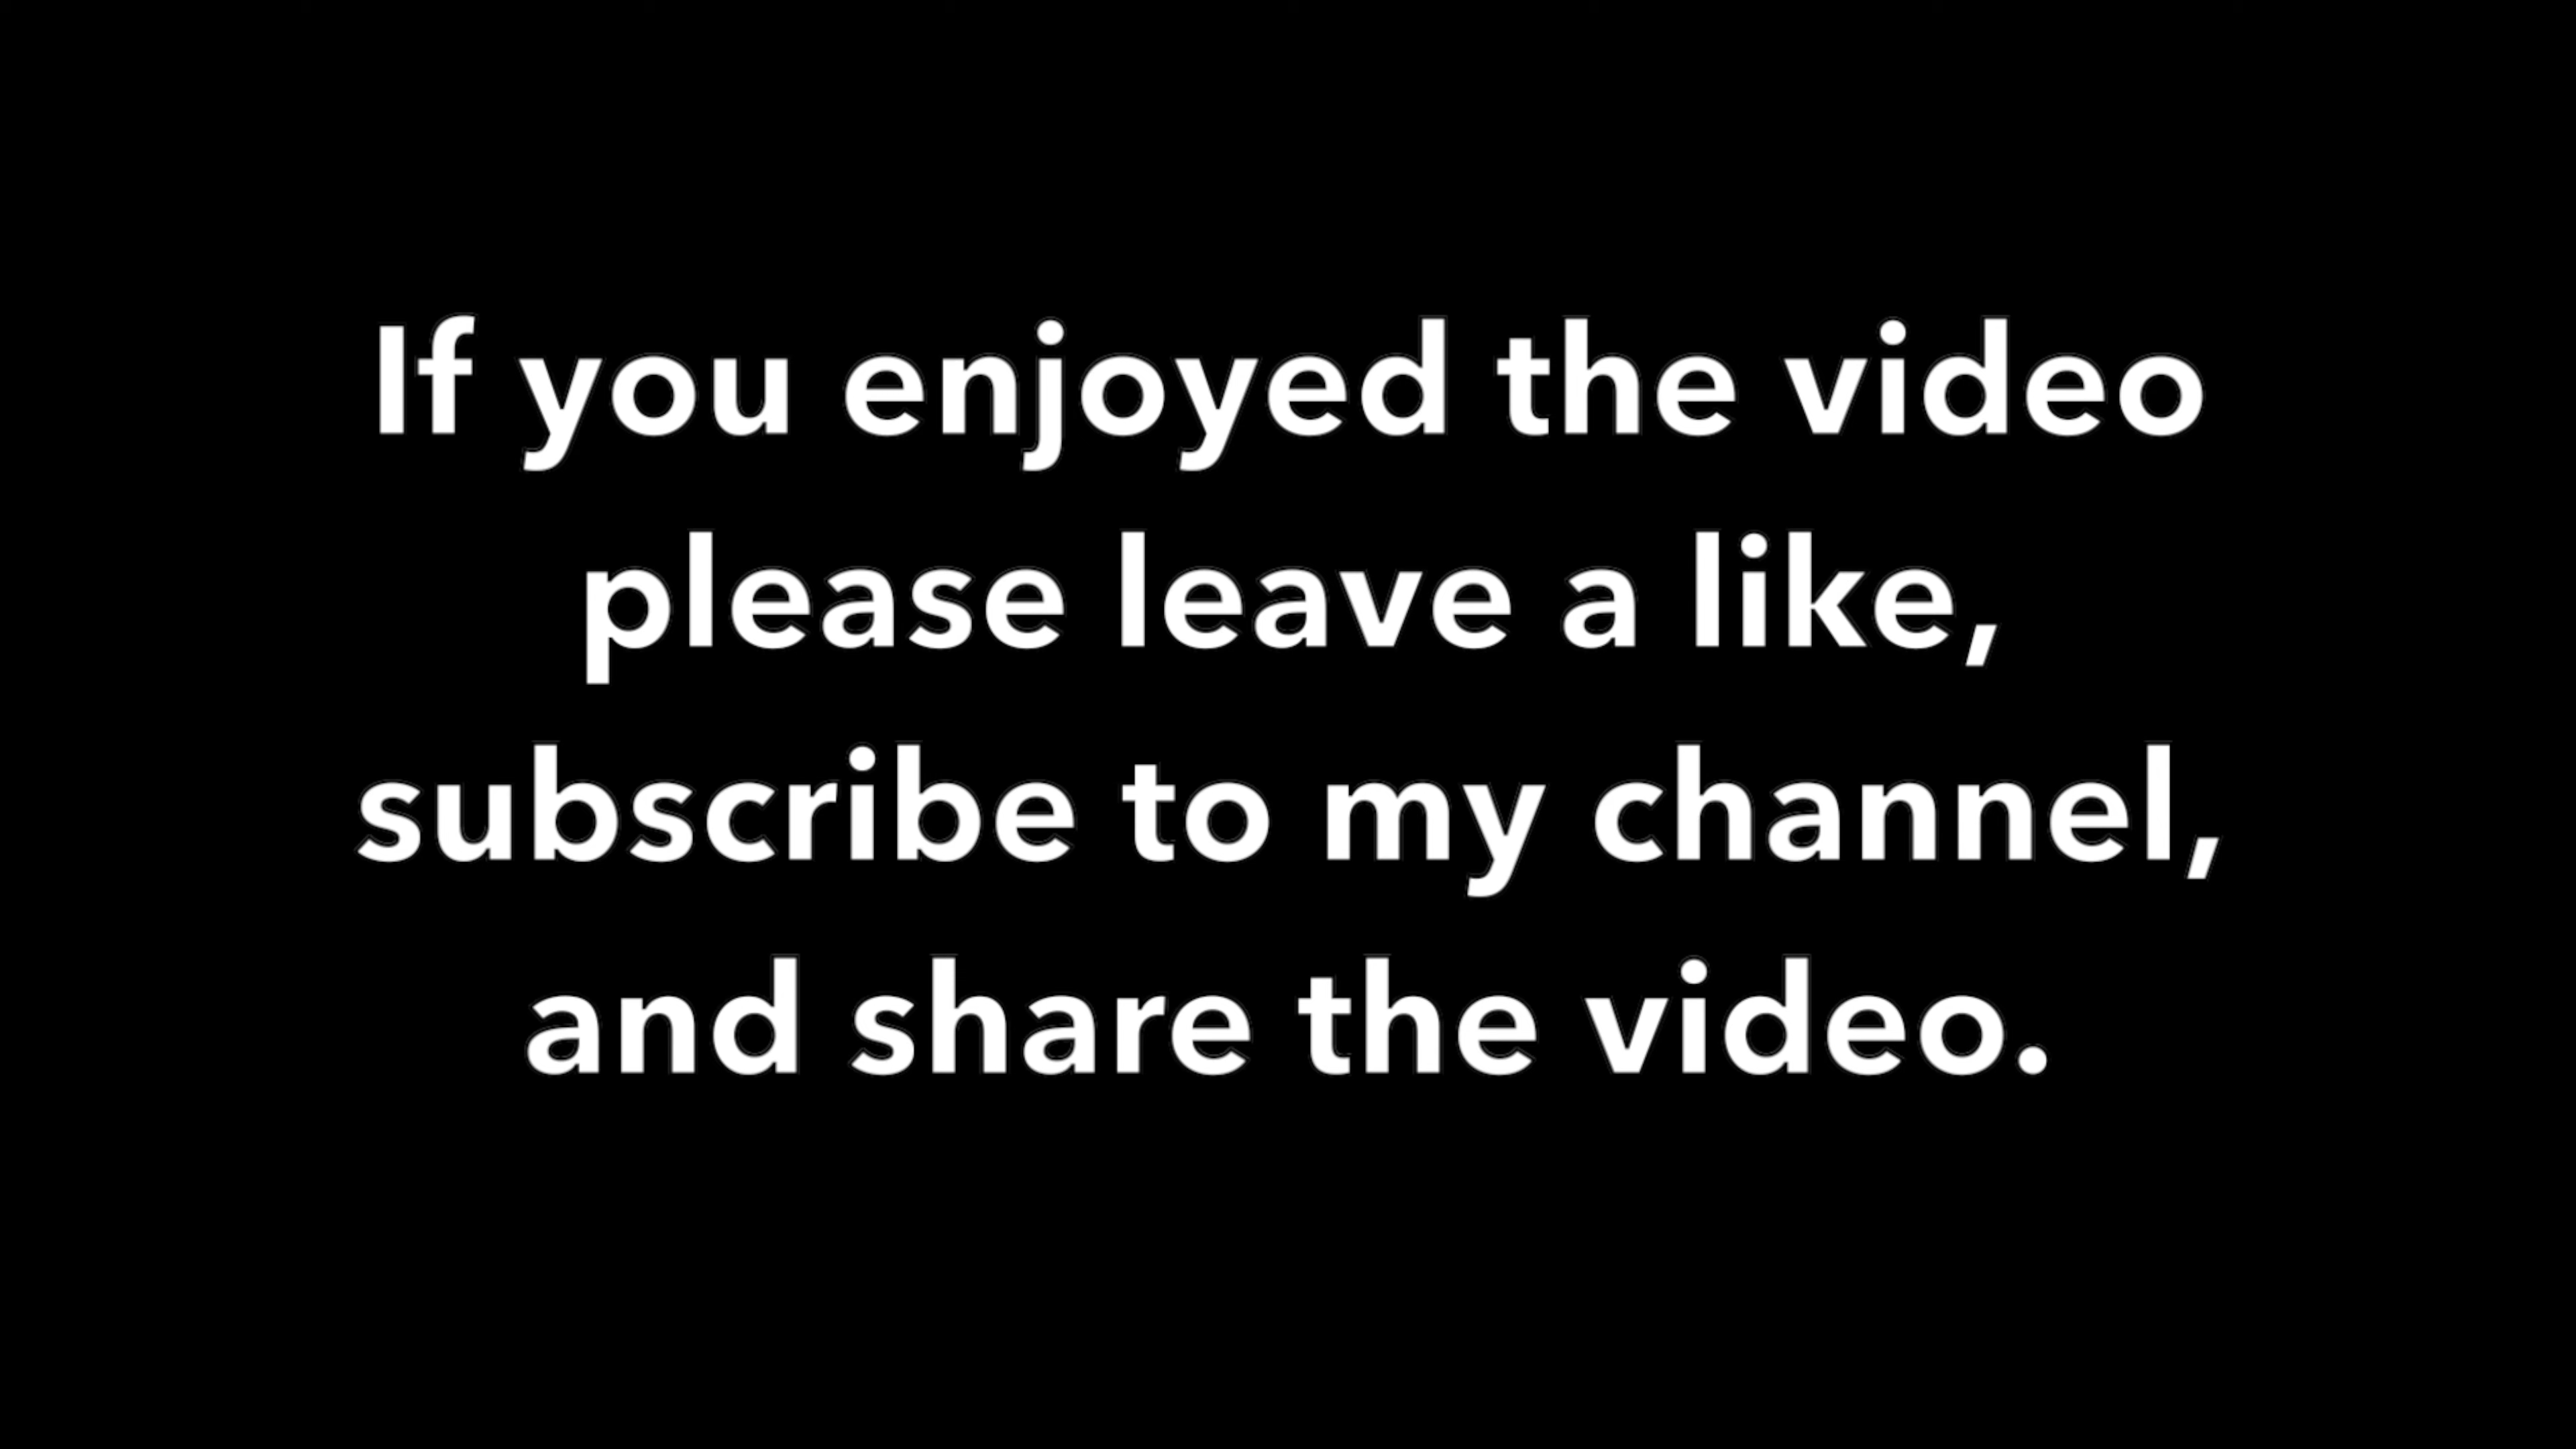 If you enjoyed the video
please leave a like,
subscribe to my channel,
and share the video.